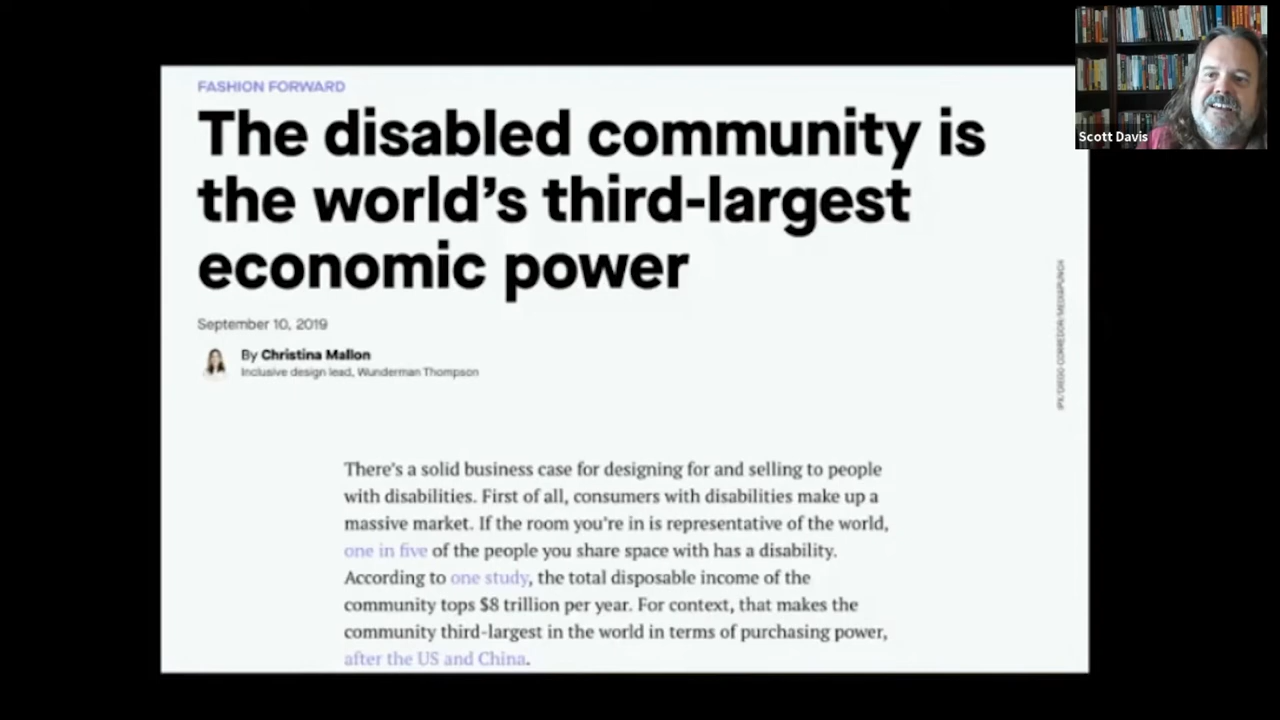 FASHION FORWARD
The disabled community is
the world's third-largest
economic power
September 10, 2019
By Christina Mallon
Inclusive design lead, Wunderman Thompson
There's a solid business case for designing for and selling to people
with disabilities. First of all, consumers with disabilities make up a
massive market. If the room you're in is representative of the world,
one in five of the people you share space with has a disability.
According to one study, the total disposable income of the
community tops $8 trillion per year. For context, that makes the
community third-largest in the world in terms of purchasing power,
after the US and China.
IPX/DIEGO CORREDOR/MEDIAPUNCH
Scott Davis